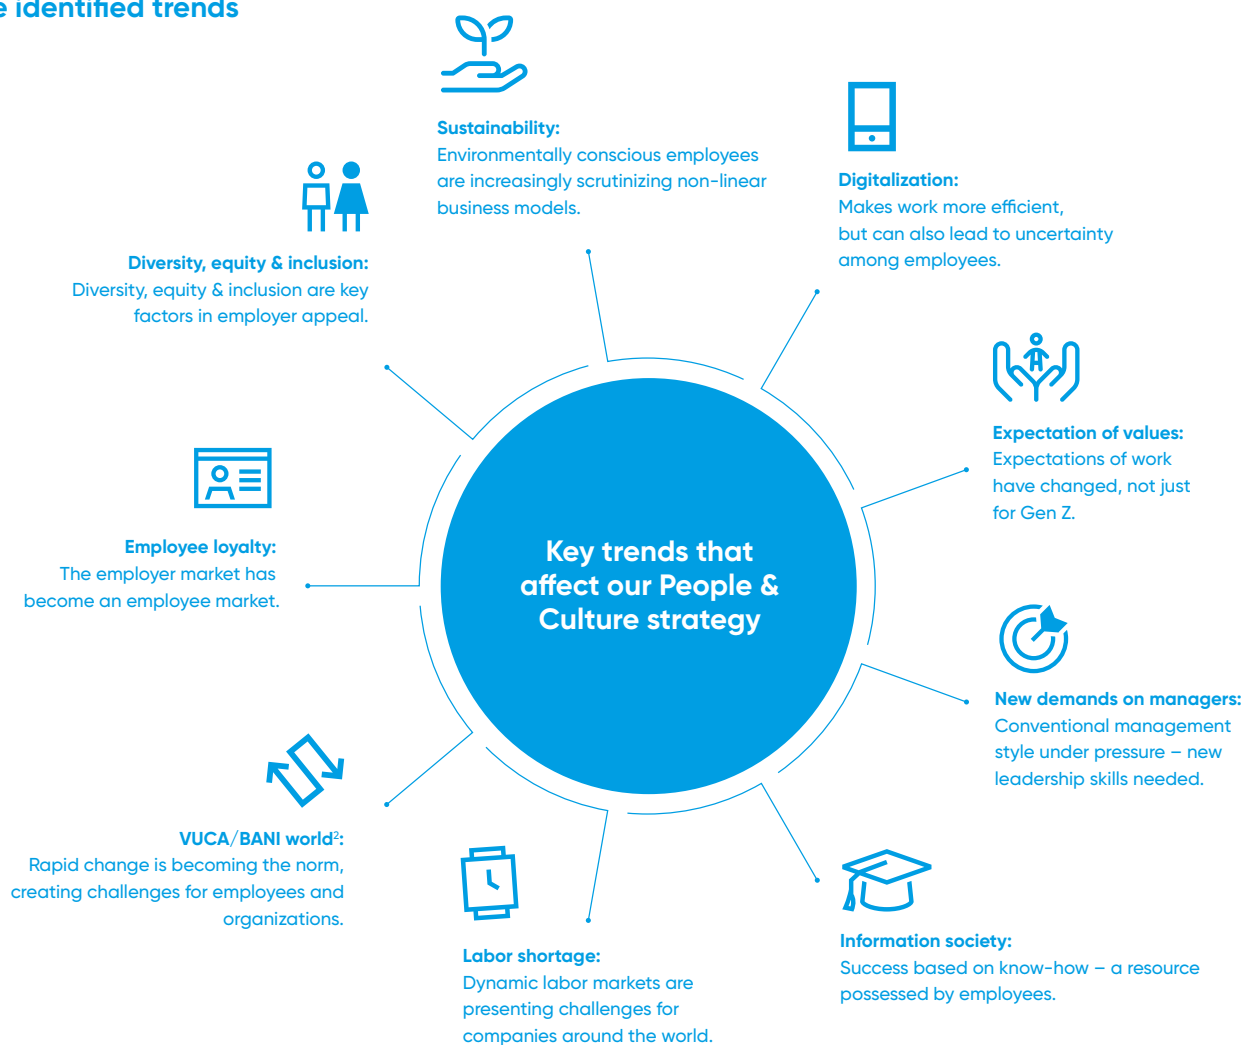 identified trends
Sustainability:
Environmentally conscious employees
are increasingly scrutinizing non-linear
business models.
Digitalization:
Makes work more efficient,
but can also lead to uncertainty
among employees.
Diversity, equity & inclusion:
Diversity, equity & inclusion are key
factors in employer appeal.
Expectation of values:
Expectations of work
have changed, not just
for Gen Z.
Employee loyalty:
The employer market has
become an employee market.
Key trends that
affect our People &
Culture strategy
New demands on managers:
Conventional management
style under pressure – new
leadership skills needed.
VUCA/BANI world²:
Rapid change is becoming the norm,
creating challenges for employees and
organizations.
Labor shortage:
Dynamic labor markets are
presenting challenges for
companies around the world.
Information society:
Success based on know-how – a resource
possessed by employees.